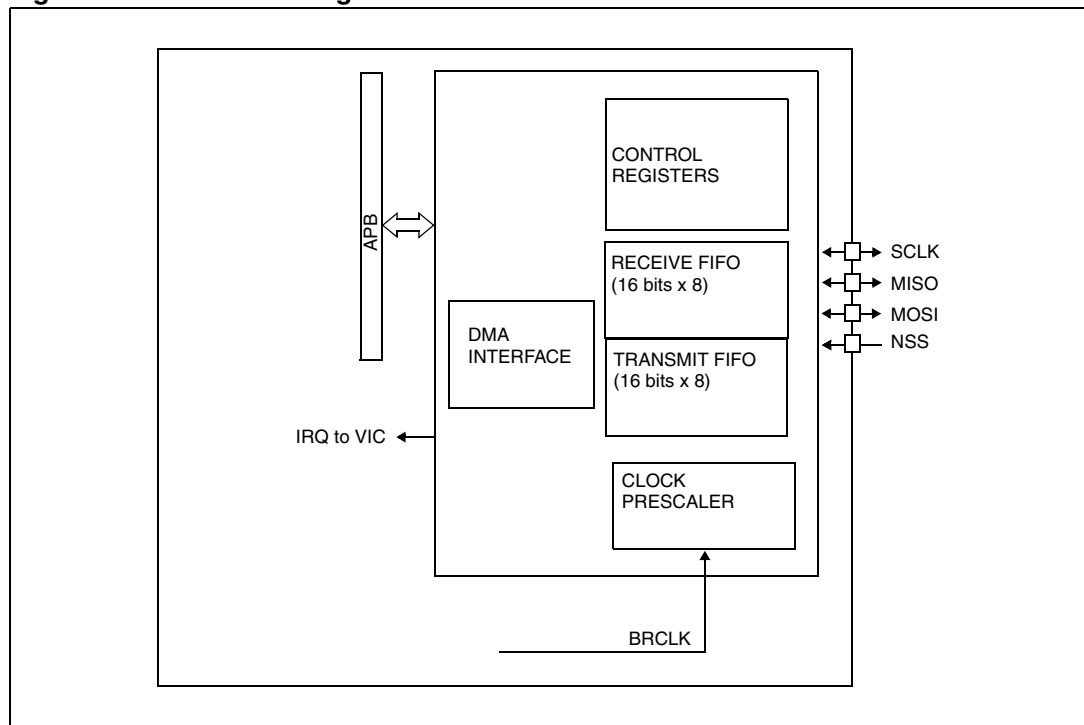 CONTROL
REGISTERS
APB
RECEIVE FIFO
(16 bits x 8)
SCLK
MISO
MOSI
NSS
DMA
INTERFACE
TRANSMIT FIFO
(16 bits x 8)
IRQ to VIC
CLOCK
PRESCALER
BRCLK